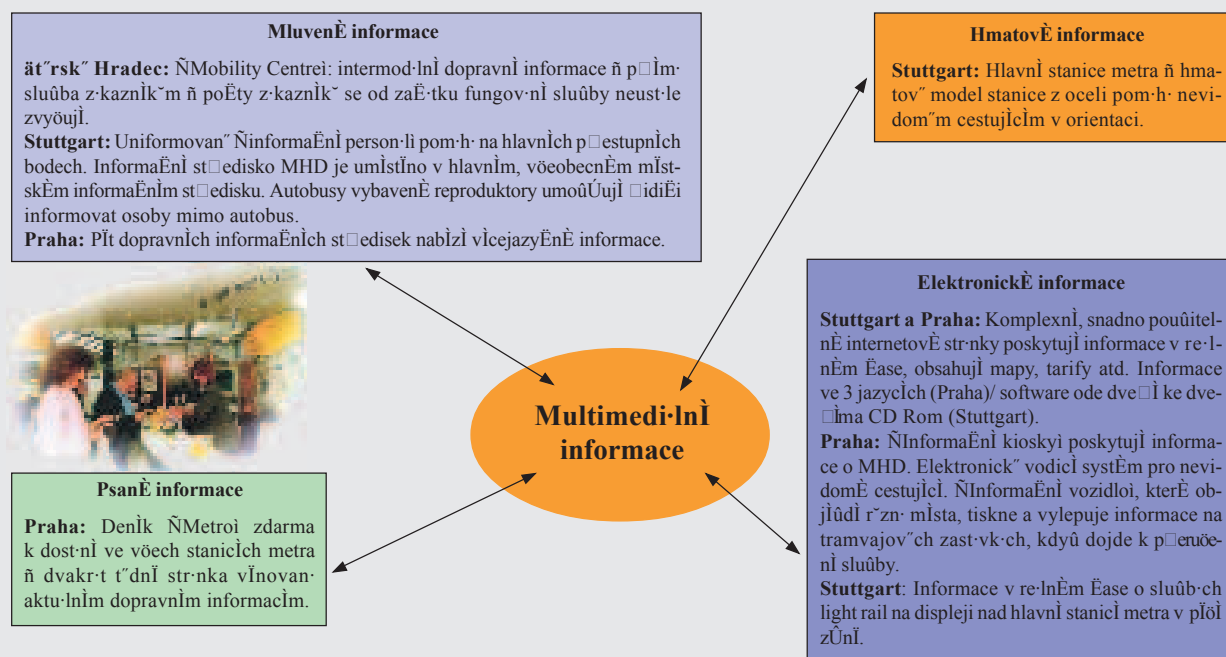 MluvenÈ informace
ät˝rsk˝ Hradec: ÑMobility Centreì: intermod·lnÌ dopravnÌ informace ñ p□Ìm·
sluûba z·kaznÌk˘m ñ poËty z·kaznÌk˘ se od zaË·tku fungov·nÌ sluûby neust·le
zvyöujÌ.
Stuttgart: Uniformovan˝ ÑinformaËnÌ person·lì pom·h· na hlavnÌch p□estupnÌch
bodech. InformaËnÌ st□edisko MHD je umÌstÏno v hlavnÌm, vöeobecnÈm mÏst-
skÈm informaËnÌm st□edisku. Autobusy vybavenÈ reproduktory umoûÚujÌ □idiËi
informovat osoby mimo autobus.
Praha: PÏt dopravnÌch informaËnÌch st□edisek nabÌzÌ vÌcejazyËnÈ informace.
HmatovÈ informace
Stuttgart: HlavnÌ stanice metra ñ hma-
tov˝ model stanice z oceli pom·h· nevi-
dom˝m cestujÌcÌm v orientaci.
ElektronickÈ informace
Stuttgart a Praha: KomplexnÌ, snadno pouûitel-
nÈ internetovÈ str·nky poskytujÌ informace v re·l-
nÈm Ëase, obsahujÌ mapy, tarify atd. Informace
ve 3 jazycÌch (Praha)/ software ode dve□Ì ke dve-
□Ìma CD Rom (Stuttgart).
Praha: ÑInformaËnÌ kioskyì poskytujÌ informa-
ce o MHD. Elektronick˝ vodicÌ systÈm pro nevi-
domÈ cestujÌcÌ. ÑInformaËnÌ vozidloì, kterÈ ob-
jÌûdÌ r˘zn· mÌsta, tiskne a vylepuje informace na
tramvajov˝ch zast·vk·ch, kdyû dojde k p□eruöe-
nÌ sluûby.
Stuttgart: Informace v re·lnÈm Ëase o sluûb·ch
light rail na displeji nad hlavnÌ stanicÌ metra v pÏöÌ
zÛnÏ.
Multimedi·lnÌ
informace
PsanÈ informace
Praha: DenÌk ÑMetroì zdarma
k dost·nÌ ve vöech stanicÌch metra
ñ dvakr·t t˝dnÏ str·nka vÏnovan·
aktu·lnÌm dopravnÌm informacÌm.